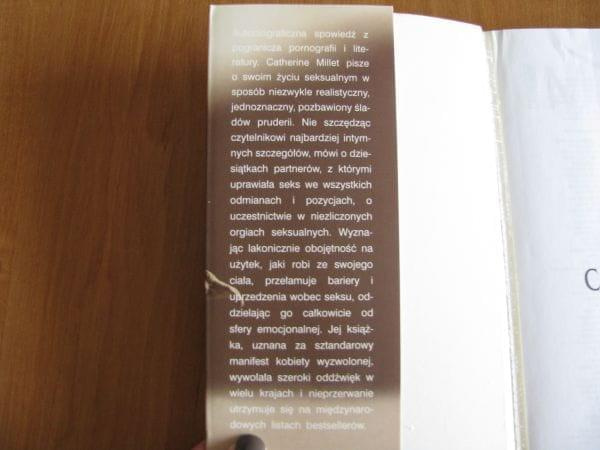 Autobiograficzna spowiedź z
pogranicza pornografii i lite-
ratury. Catherine Millet pisze
o swoim życiu seksualnym w
sposób niezwykle realistyczny,
jednoznaczny, pozbawiony śla-
dów pruderii. Nie szczędząc
czytelnikowi najbardziej intym-
nych szczegółów, mówi o dzie-
siątkach partnerów, z którymi
uprawiała seks we wszystkich
odmianach i pozycjach, o
uczestnictwie w niezliczonych
orgiach seksualnych. Wyzna-
jąc lakonicznie obojętność na
użytek, jaki robi ze swojego
ciała, przełamuje bariery i
uprzedzenia wobec seksu, od-
dzielając go całkowicie od
sfery emocjonalnej. Jej książ-
ka, uznana za sztandarowy
manifest kobiety wyzwolonej,
wywołała szeroki oddźwięk w
wielu krajach i nieprzerwanie
utrzymuje się na międzynaro-
dowych listach bestsellerów.
C